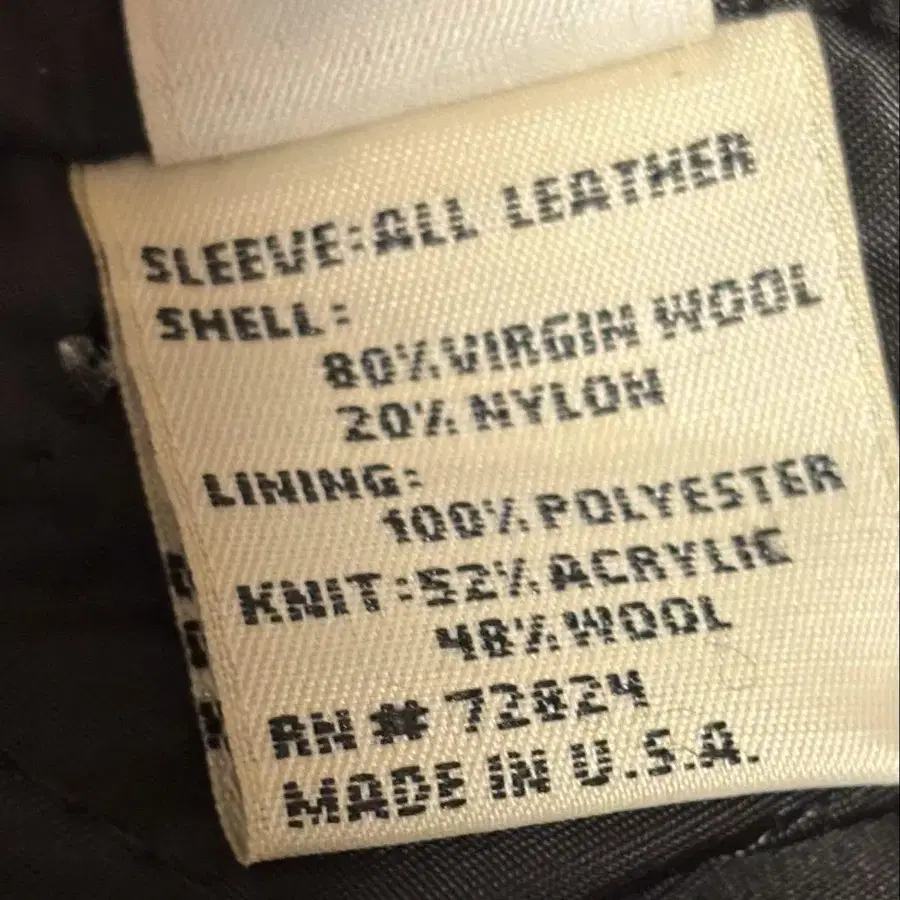 SLEEVE:ALL LEATHER
SHELL:
80% VIRGIN WOOL
20% NYLON
LINING:
100% POLYESTER
KNIT:52% ACRYLIC
48% WOOL
RN # 72824
MADE IN U.S.A.